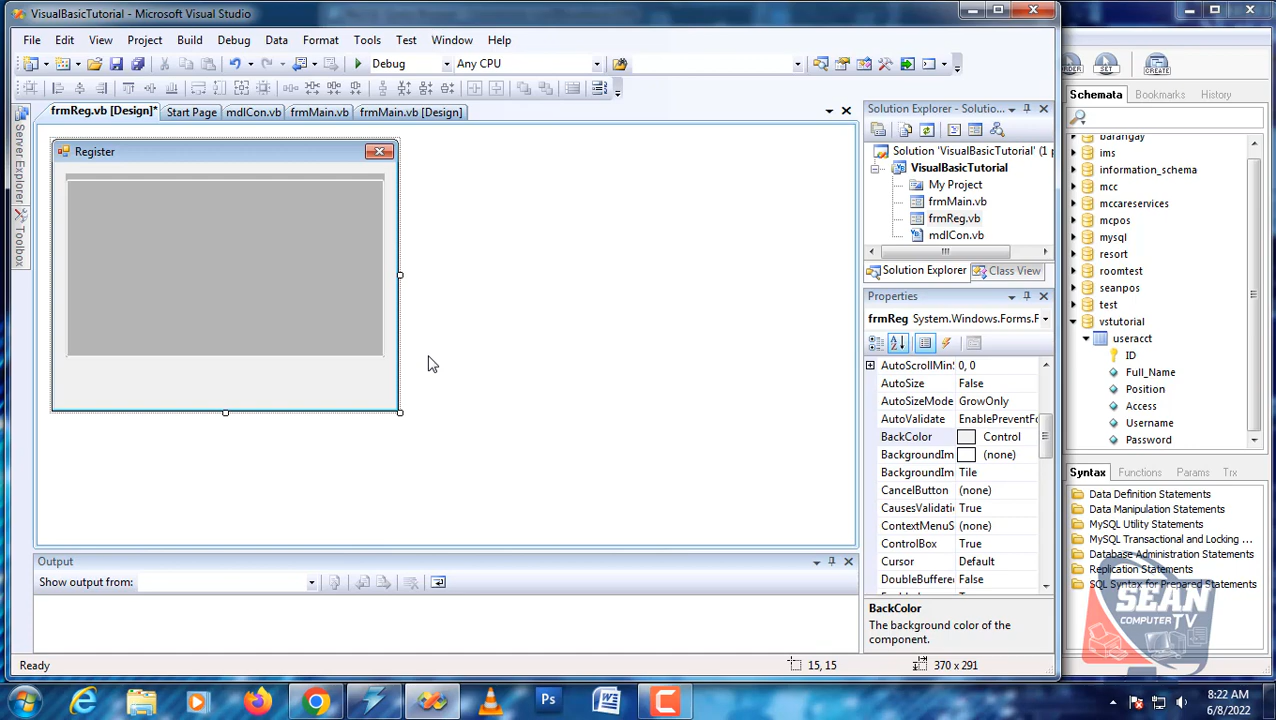 VisualBasicTutorial - Microsoft Visual Studio
File Edit View Project Build Debug Data Format Tools Test Window Help
Debug Any CPU
frmReg.vb [Design]* Start Page mdlCon.vb frmMain.vb frmMain.vb [Design]
Server Explorer
Toolbox
Register
Solution Explorer - Solutio...
Solution 'VisualBasicTutorial' (1 p
VisualBasicTutorial
My Project
frmMain.vb
frmReg.vb
mdlCon.vb
Solution Explorer Class View
Properties
frmReg System.Windows.Forms.F
AutoScrollMin 0, 0
AutoSize False
AutoSizeMode GrowOnly
AutoValidate EnablePreventFo
BackColor Control
BackgroundIm (none)
BackgroundIm Tile
CancelButton (none)
CausesValidati True
ContextMenuS (none)
ControlBox True
Cursor Default
DoubleBuffere False
BackColor
The background color of the
component.
Output
Show output from:
Ready 15, 15 370 x 291
SET
CREATE
Schemata Bookmarks History
barangay
ims
information_schema
mcc
mccareservices
mcpos
mysql
resort
roomtest
seanpos
test
vstutorial
useracct
ID
Full_Name
Position
Access
Username
Password
Syntax Functions Params Trx
Data Definition Statements
Data Manipulation Statements
MySQL Utility Statements
MySQL Transactional and Locking ...
Database Administration Statements
Replication Statements
SQL Syntax for Prepared Statements
SEAN
COMPUTER TV
Ps
8:22 AM
6/8/2022